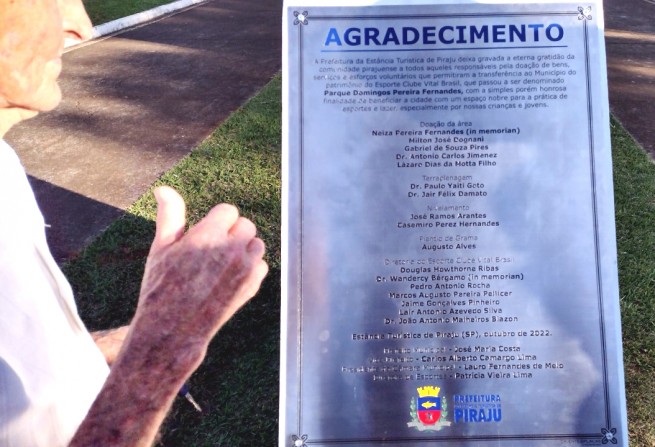 AGRADECIMENTO
A Prefeitura da Estância Turística de Piraju deixa gravada a eterna gratidão da
comunidade pirajuense a todos aqueles responsáveis pela doação de bens,
serviços e esforços voluntários que permitiram a transferência ao Município do
patrimônio do Esporte Clube Vital Brasil, que passou a ser denominado
Parque Domingos Pereira Fernandes, com a simples porém honrosa
finalidade de beneficiar a cidade com um espaço nobre para a prática de
esportes e lazer, especialmente por nossas crianças e jovens.
Doação da área
Neiza Pereira Fernandes (in memorian)
Milton José Dognani
Gabriel de Souza Pires
Dr. Antonio Carlos Jimenez
Lázaro Dias da Motta Filho
Terraplenagem
Dr. Paulo Yaiti Goto
Dr. Jair Félix Damato
Nivelamento
José Ramos Arantes
Casemiro Perez Hernandes
Plantio de Grama
Augusto Alves
Diretoria do Esporte Clube Vital Brasil
Douglas Howthorne Ribas
Dr. Wandercy Bérgamo (in memorian)
Pedro Antonio Rocha
Marcos Augusto Pereira Pellicer
Jaime Gonçalves Pinheiro
Lair Antonio Azevedo Silva
Dr. João Antonio Malheiros Biazon
Estância Turística de Piraju (SP), outubro de 2022.
- José Maria Costa
- Carlos Alberto Camargo Lima
- Lauro Fernandes de Melo
- Patrícia Vieira Lima
PREFEITURA
PIRAJU